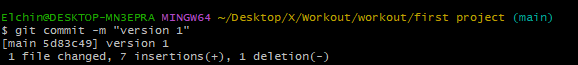 Elchin@DESKTOP-MN3EPRA MINGW64 ~/Desktop/X/Workout/workout/first project (main)
$ git commit -m "version 1"
[main 5d83c49] version 1
 1 file changed, 7 insertions(+), 1 deletion(-)